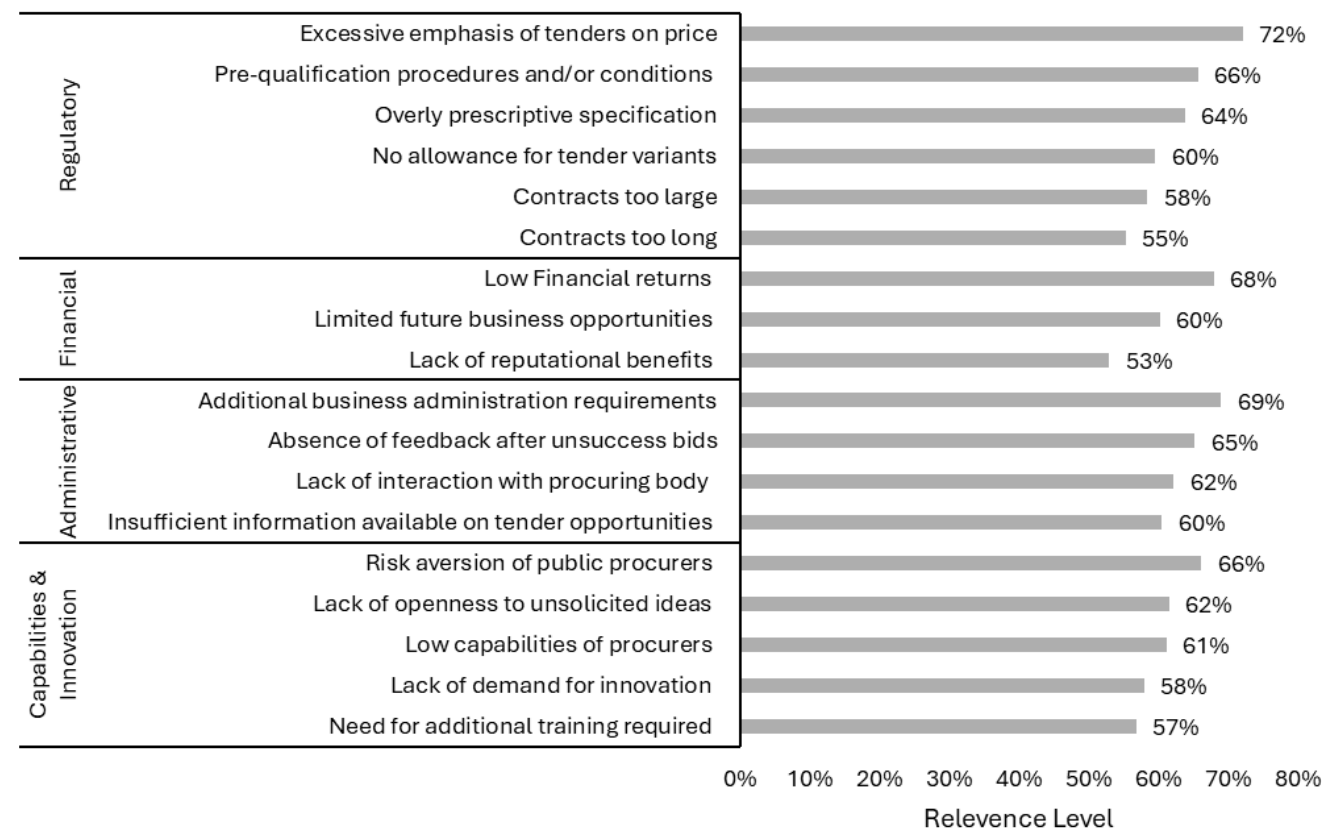 Regulatory
Excessive emphasis of tenders on price 72%
Pre-qualification procedures and/or conditions 66%
Overly prescriptive specification 64%
No allowance for tender variants 60%
Contracts too large 58%
Contracts too long 55%
Financial
Low Financial returns 68%
Limited future business opportunities 60%
Lack of reputational benefits 53%
Administrative
Additional business administration requirements 69%
Absence of feedback after unsuccess bids 65%
Lack of interaction with procuring body 62%
Insufficient information available on tender opportunities 60%
Capabilities &
Innovation
Risk aversion of public procurers 66%
Lack of openness to unsolicited ideas 62%
Low capabilities of procurers 61%
Lack of demand for innovation 58%
Need for additional training required 57%
0% 10% 20% 30% 40% 50% 60% 70% 80%
Relevence Level